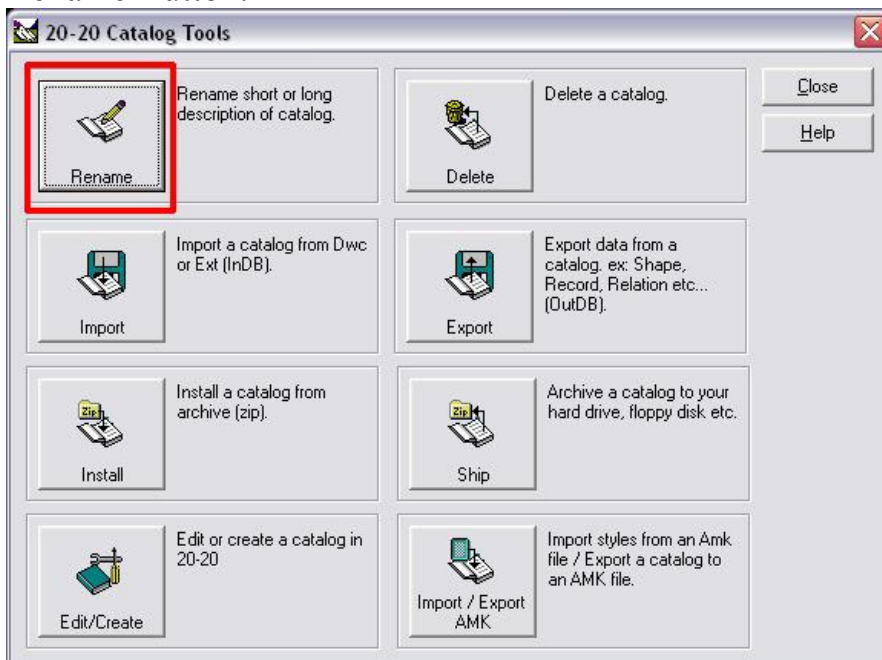 20-20 Catalog Tools
Rename short or long
description of catalog.
Rename
Delete a catalog.
Delete
Close
Help
Import a catalog from Dwc
or Ext (InDB).
Import
Export data from a
catalog. ex: Shape,
Record, Relation etc...
(OutDB).
Export
Zip
Install a catalog from
archive (zip).
Install
Zip
Archive a catalog to your
hard drive, floppy disk etc.
Ship
Edit or create a catalog in
20-20
Edit/Create
Import styles from an Amk
file / Export a catalog to
an AMK file.
Import / Export
AMK